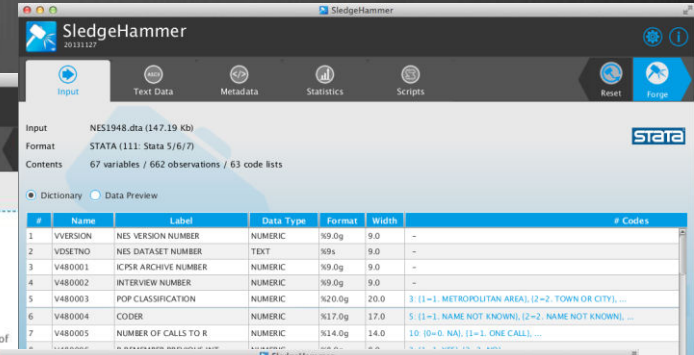 SledgeHammer
SledgeHammer
20131127
Input
ASCII
Text Data
</>
Metadata
Statistics
Scripts
Reset
Forge
Input NES1948.dta (147.19 Kb)
Format STATA (111: Stata 5/6/7)
Contents 67 variables / 662 observations / 63 code lists
STATA
Dictionary Data Preview
# Name Label Data Type Format Width # Codes
1 VVERSION NES VERSION NUMBER NUMERIC %9.0g 9.0 -
2 VDSETNO NES DATASET NUMBER TEXT %9s 9.0 -
3 V480001 ICPSR ARCHIVE NUMBER NUMERIC %9.0g 9.0 -
4 V480002 INTERVIEW NUMBER NUMERIC %9.0g 9.0 -
5 V480003 POP CLASSIFICATION NUMERIC %20.0g 20.0 3: {1=1. METROPOLITAN AREA}, {2=2. TOWN OR CITY}, ...
6 V480004 CODER NUMERIC %17.0g 17.0 5: {1=1. NAME NOT KNOWN}, {2=2. NAME NOT KNOWN}, ...
7 V480005 NUMBER OF CALLS TO R NUMERIC %14.0g 14.0 10: {0=0. NA}, {1=1. ONE CALL}, ...
of
SledgeHammer